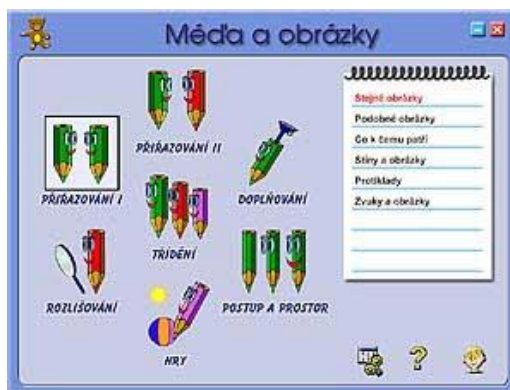 Méďa a obrázky
PŘIŘAZOVÁNÍ II
PŘIŘAZOVÁNÍ I
DOPLŇOVÁNÍ
TŘÍDĚNÍ
ROZLIŠOVÁNÍ
POSTUP A PROSTOR
HRY
Stejné obrázky
Podobné obrázky
Co k čemu patří
Stíny a obrázky
Protiklady
Zvuky a obrázky
?